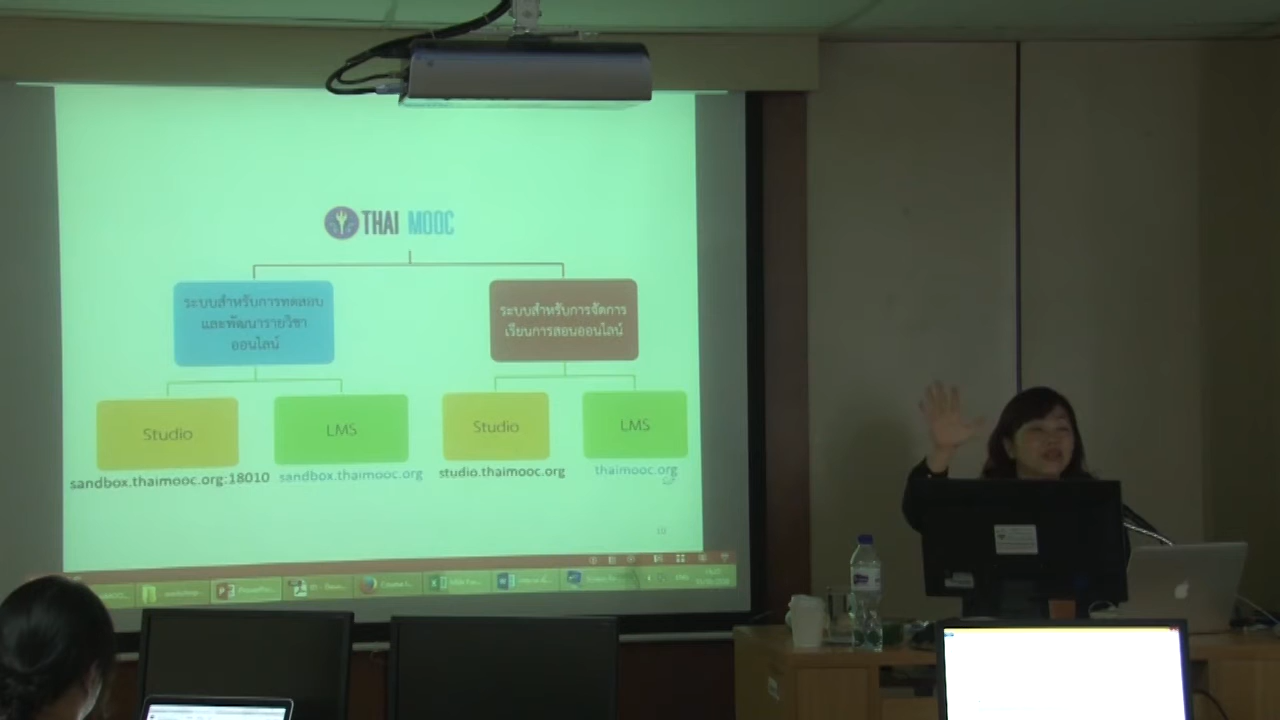 THAI MOOC
ระบบสำหรับการทดสอบ
และพัฒนารายวิชา
ออนไลน์
ระบบสำหรับการจัดการ
เรียนการสอนออนไลน์
Studio
LMS
Studio
LMS
sandbox.thaimooc.org:18010
sandbox.thaimooc.org
studio.thaimooc.org
thaimooc.org
10